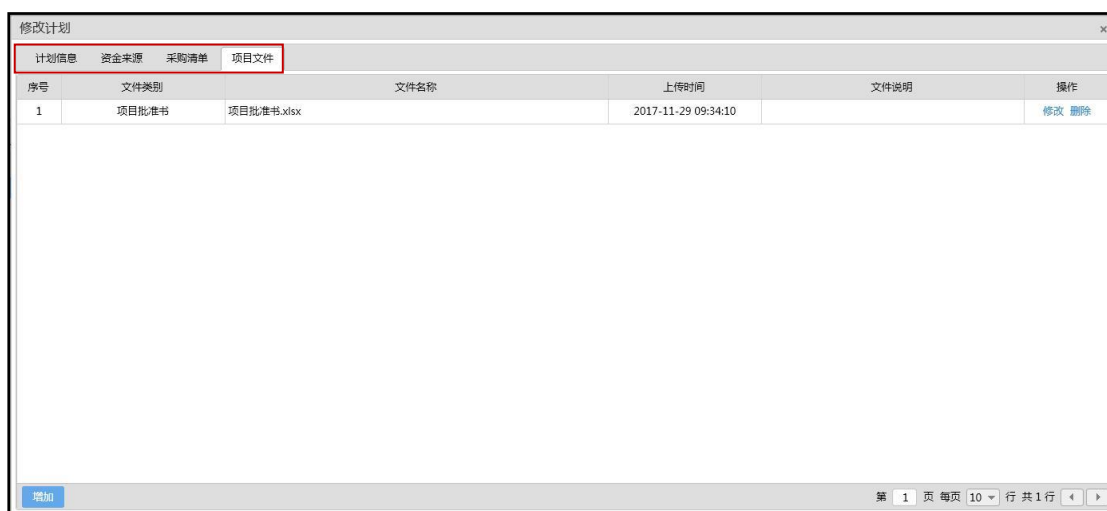 修改计划 ×
计划信息 资金来源 采购清单 项目文件
序号 文件类别 文件名称 上传时间 文件说明 操作
1 项目批准书 项目批准书.xlsx 2017-11-29 09:34:10 修改 删除
增加 第 1 页 每页 10 行 共1行